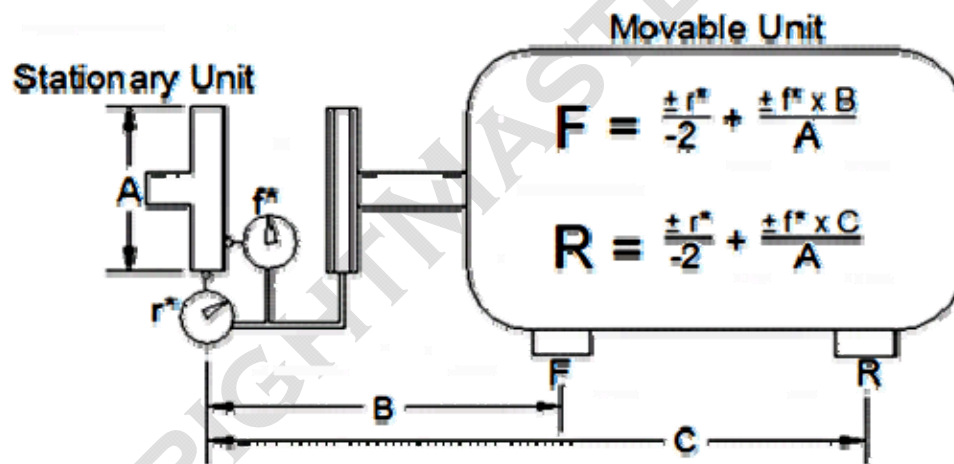 Movable Unit
Stationary Unit
A
f*
r*
F = ± r* / -2 + ± f* x B / A
R = ± r* / -2 + ± f* x C / A
F
R
B
C